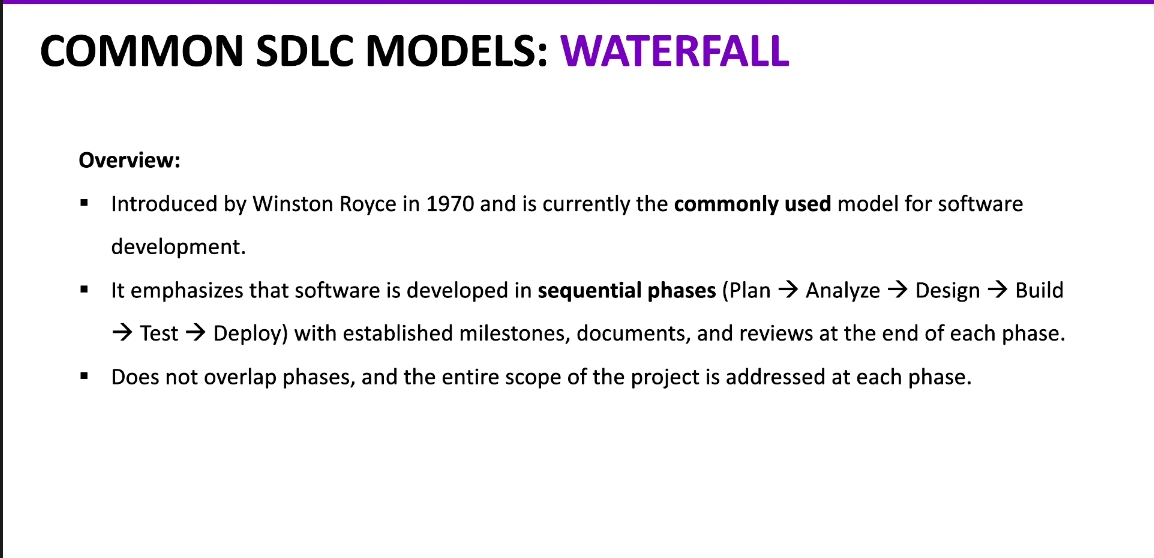 COMMON SDLC MODELS: WATERFALL
Overview:
▪ Introduced by Winston Royce in 1970 and is currently the commonly used model for software
development.
▪ It emphasizes that software is developed in sequential phases (Plan → Analyze → Design → Build
→ Test → Deploy) with established milestones, documents, and reviews at the end of each phase.
▪ Does not overlap phases, and the entire scope of the project is addressed at each phase.